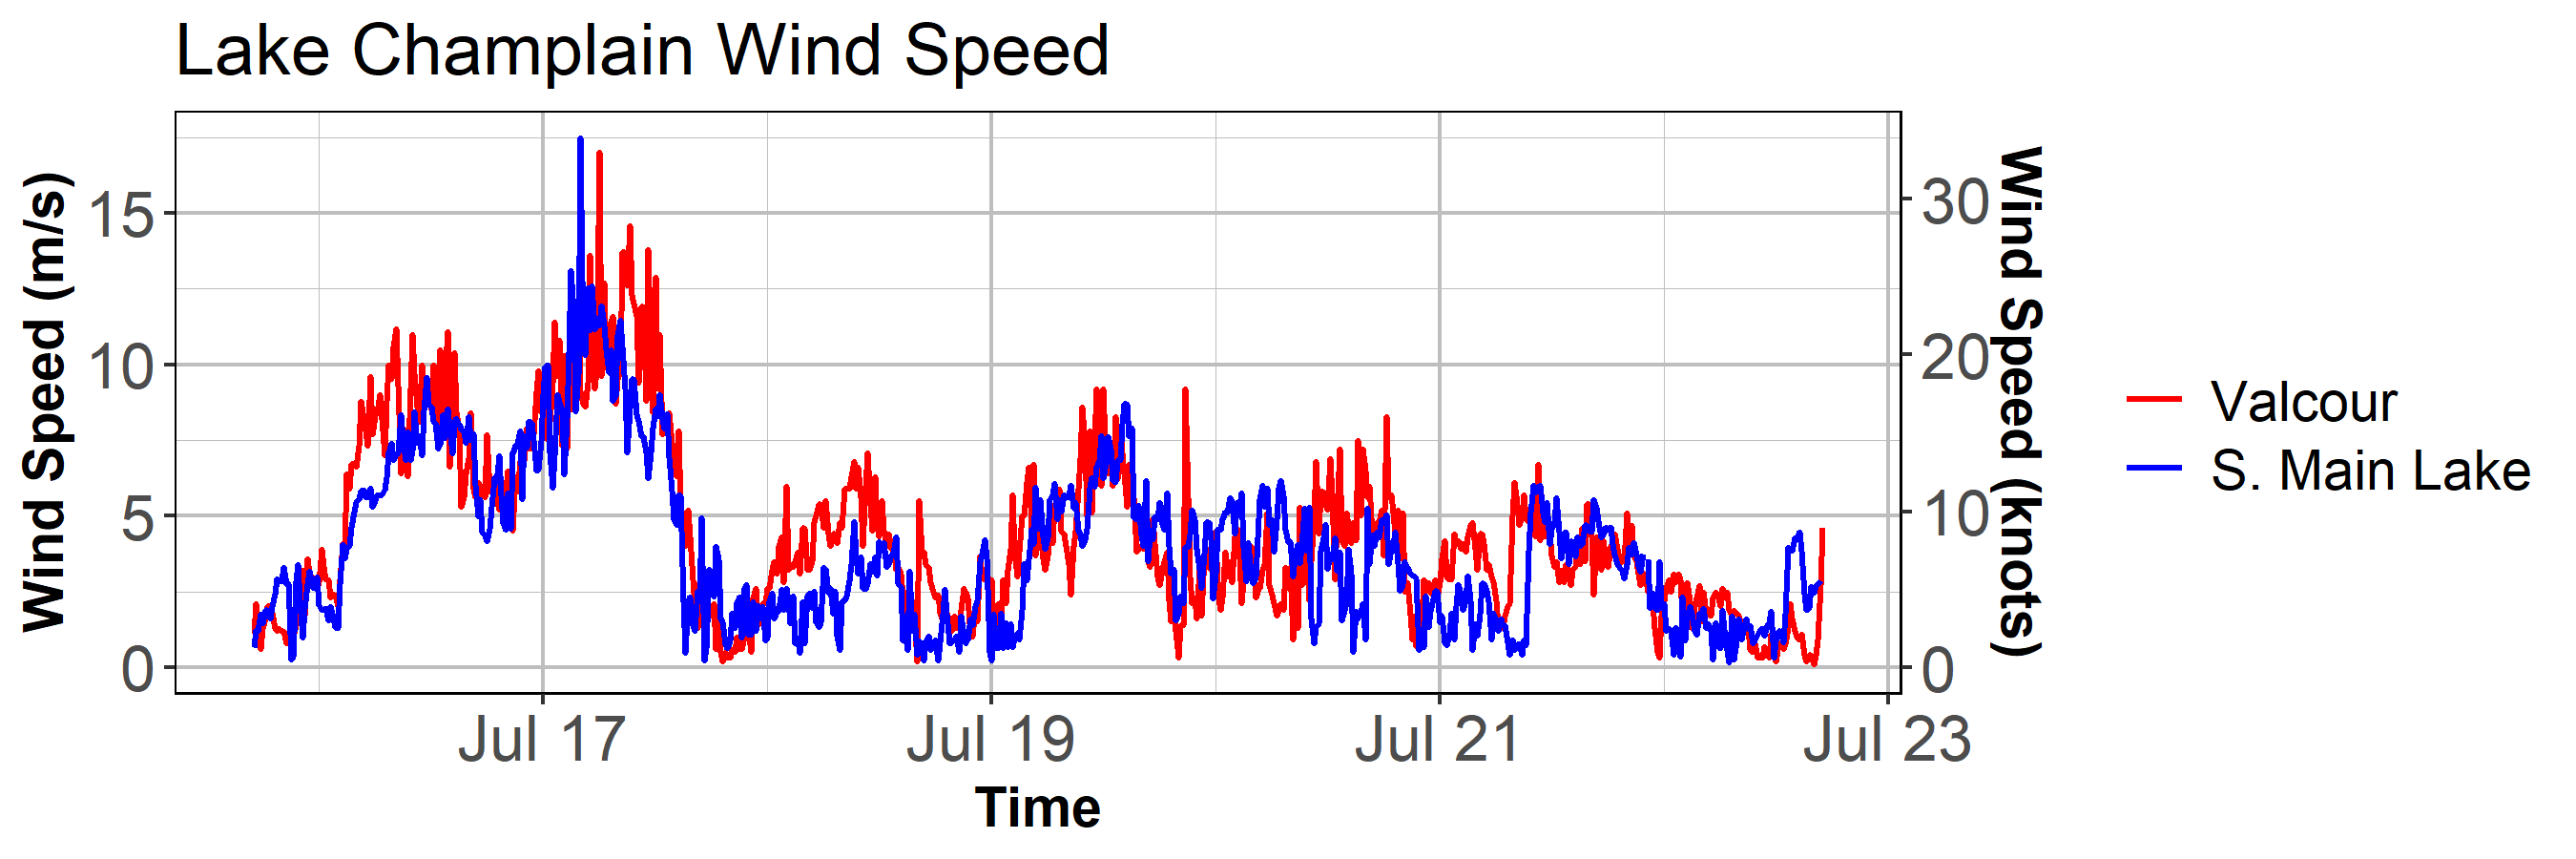 Lake Champlain Wind Speed
Wind Speed (m/s)
15
10
5
0
30
20
10
0
Wind Speed (knots)
Jul 17
Jul 19
Jul 21
Jul 23
Time
Valcour
S. Main Lake